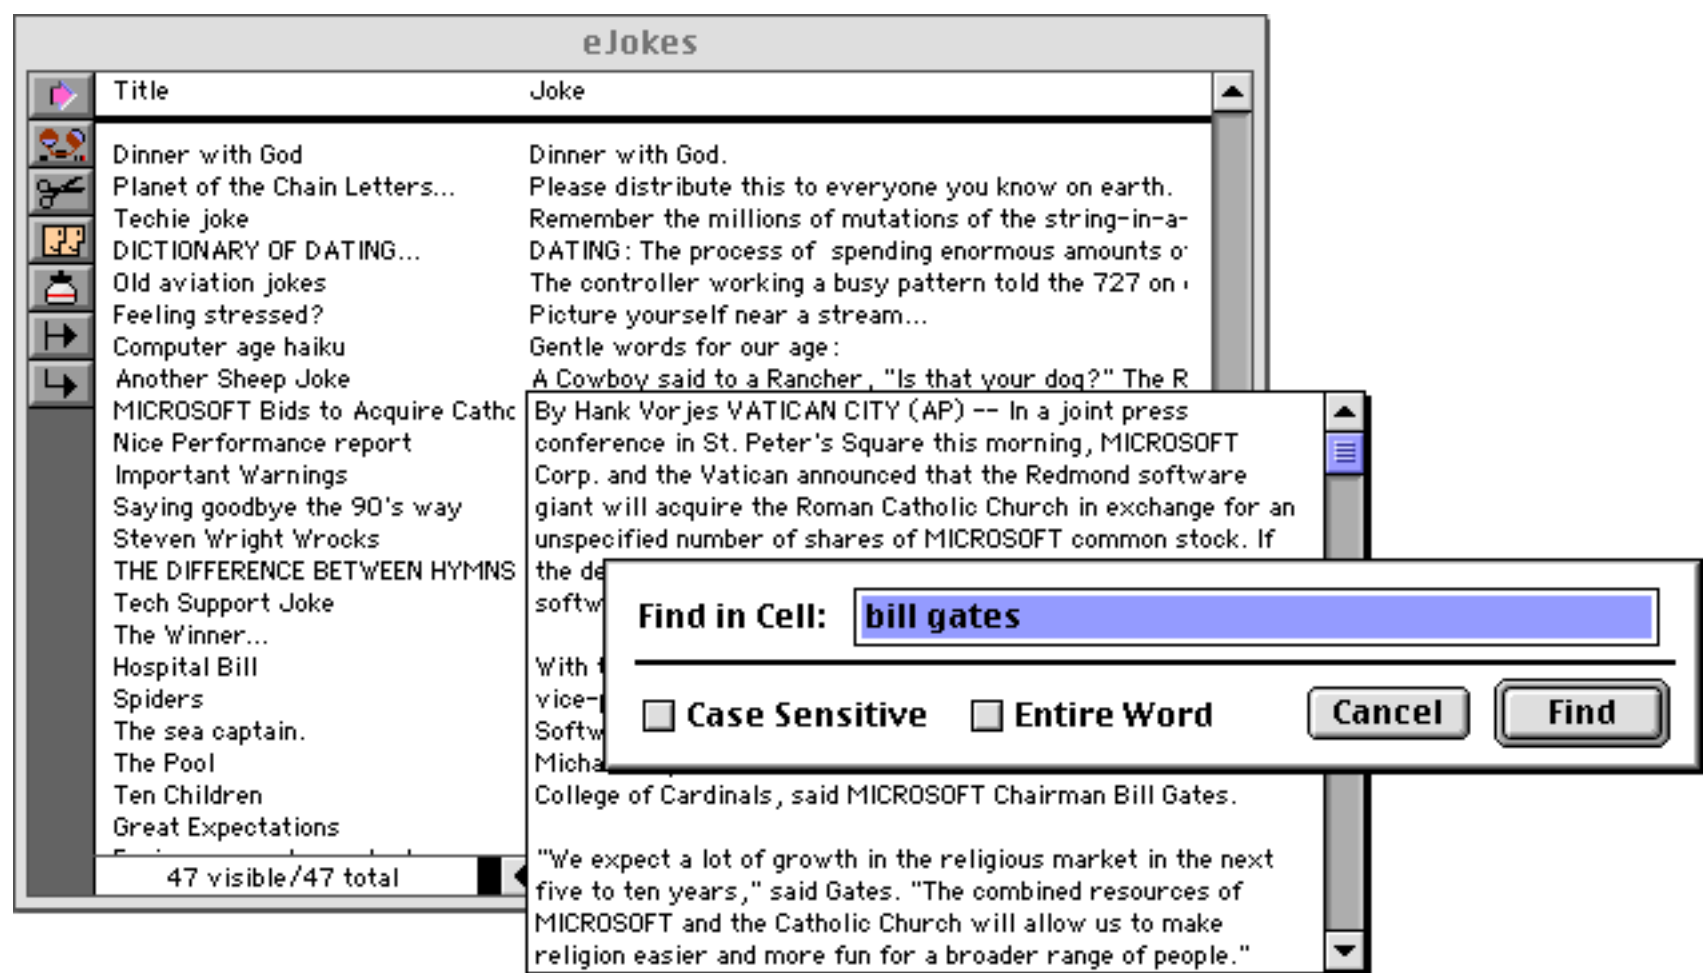 eJokes
Title Joke
Dinner with God Dinner with God.
Planet of the Chain Letters... Please distribute this to everyone you know on earth.
Techie joke Remember the millions of mutations of the string-in-a-
DICTIONARY OF DATING... DATING: The process of spending enormous amounts
Old aviation jokes The controller working a busy pattern told the 727 on
Feeling stressed? Picture yourself near a stream...
Computer age haiku Gentle words for our age:
Another Sheep Joke A Cowboy said to a Rancher, "Is that your dog?" The R
MICROSOFT Bids to Acquire Catho
Nice Performance report
Important Warnings
Saying goodbye the 90's way
Steven Wright Wrocks
THE DIFFERENCE BETWEEN HYMNS
Tech Support Joke
The Winner...
Hospital Bill
Spiders
The sea captain.
The Pool
Ten Children
Great Expectations
47 visible/47 total
By Hank Vorjes VATICAN CITY (AP) -- In a joint press
conference in St. Peter's Square this morning, MICROSOFT
Corp. and the Vatican announced that the Redmond software
giant will acquire the Roman Catholic Church in exchange for an
unspecified number of shares of MICROSOFT common stock. If
the de
softw
With
vice-
Softw
Micha
College of Cardinals, said MICROSOFT Chairman Bill Gates.
"We expect a lot of growth in the religious market in the next
five to ten years," said Gates. "The combined resources of
MICROSOFT and the Catholic Church will allow us to make
religion easier and more fun for a broader range of people."
Find in Cell: bill gates
Case Sensitive Entire Word Cancel Find